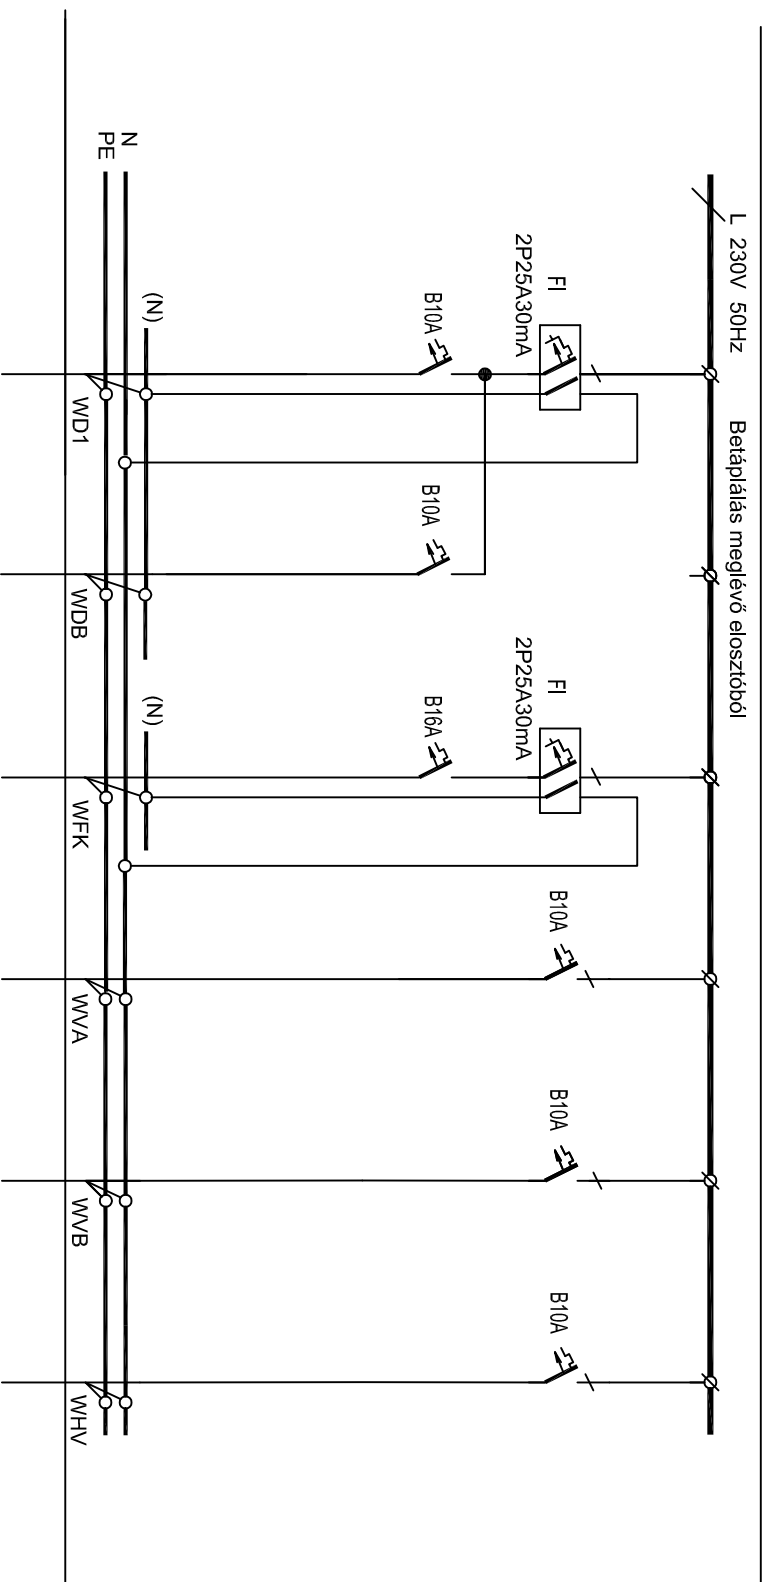 L 230V 50Hz Betáplálás meglévő elosztóból
FI
2P25A30mA
FI
2P25A30mA
B10A
B10A
B10A
B10A
B10A
B16A
(N)
(N)
N
PE
WD1
WDB
WFK
WVA
WVB
WHV